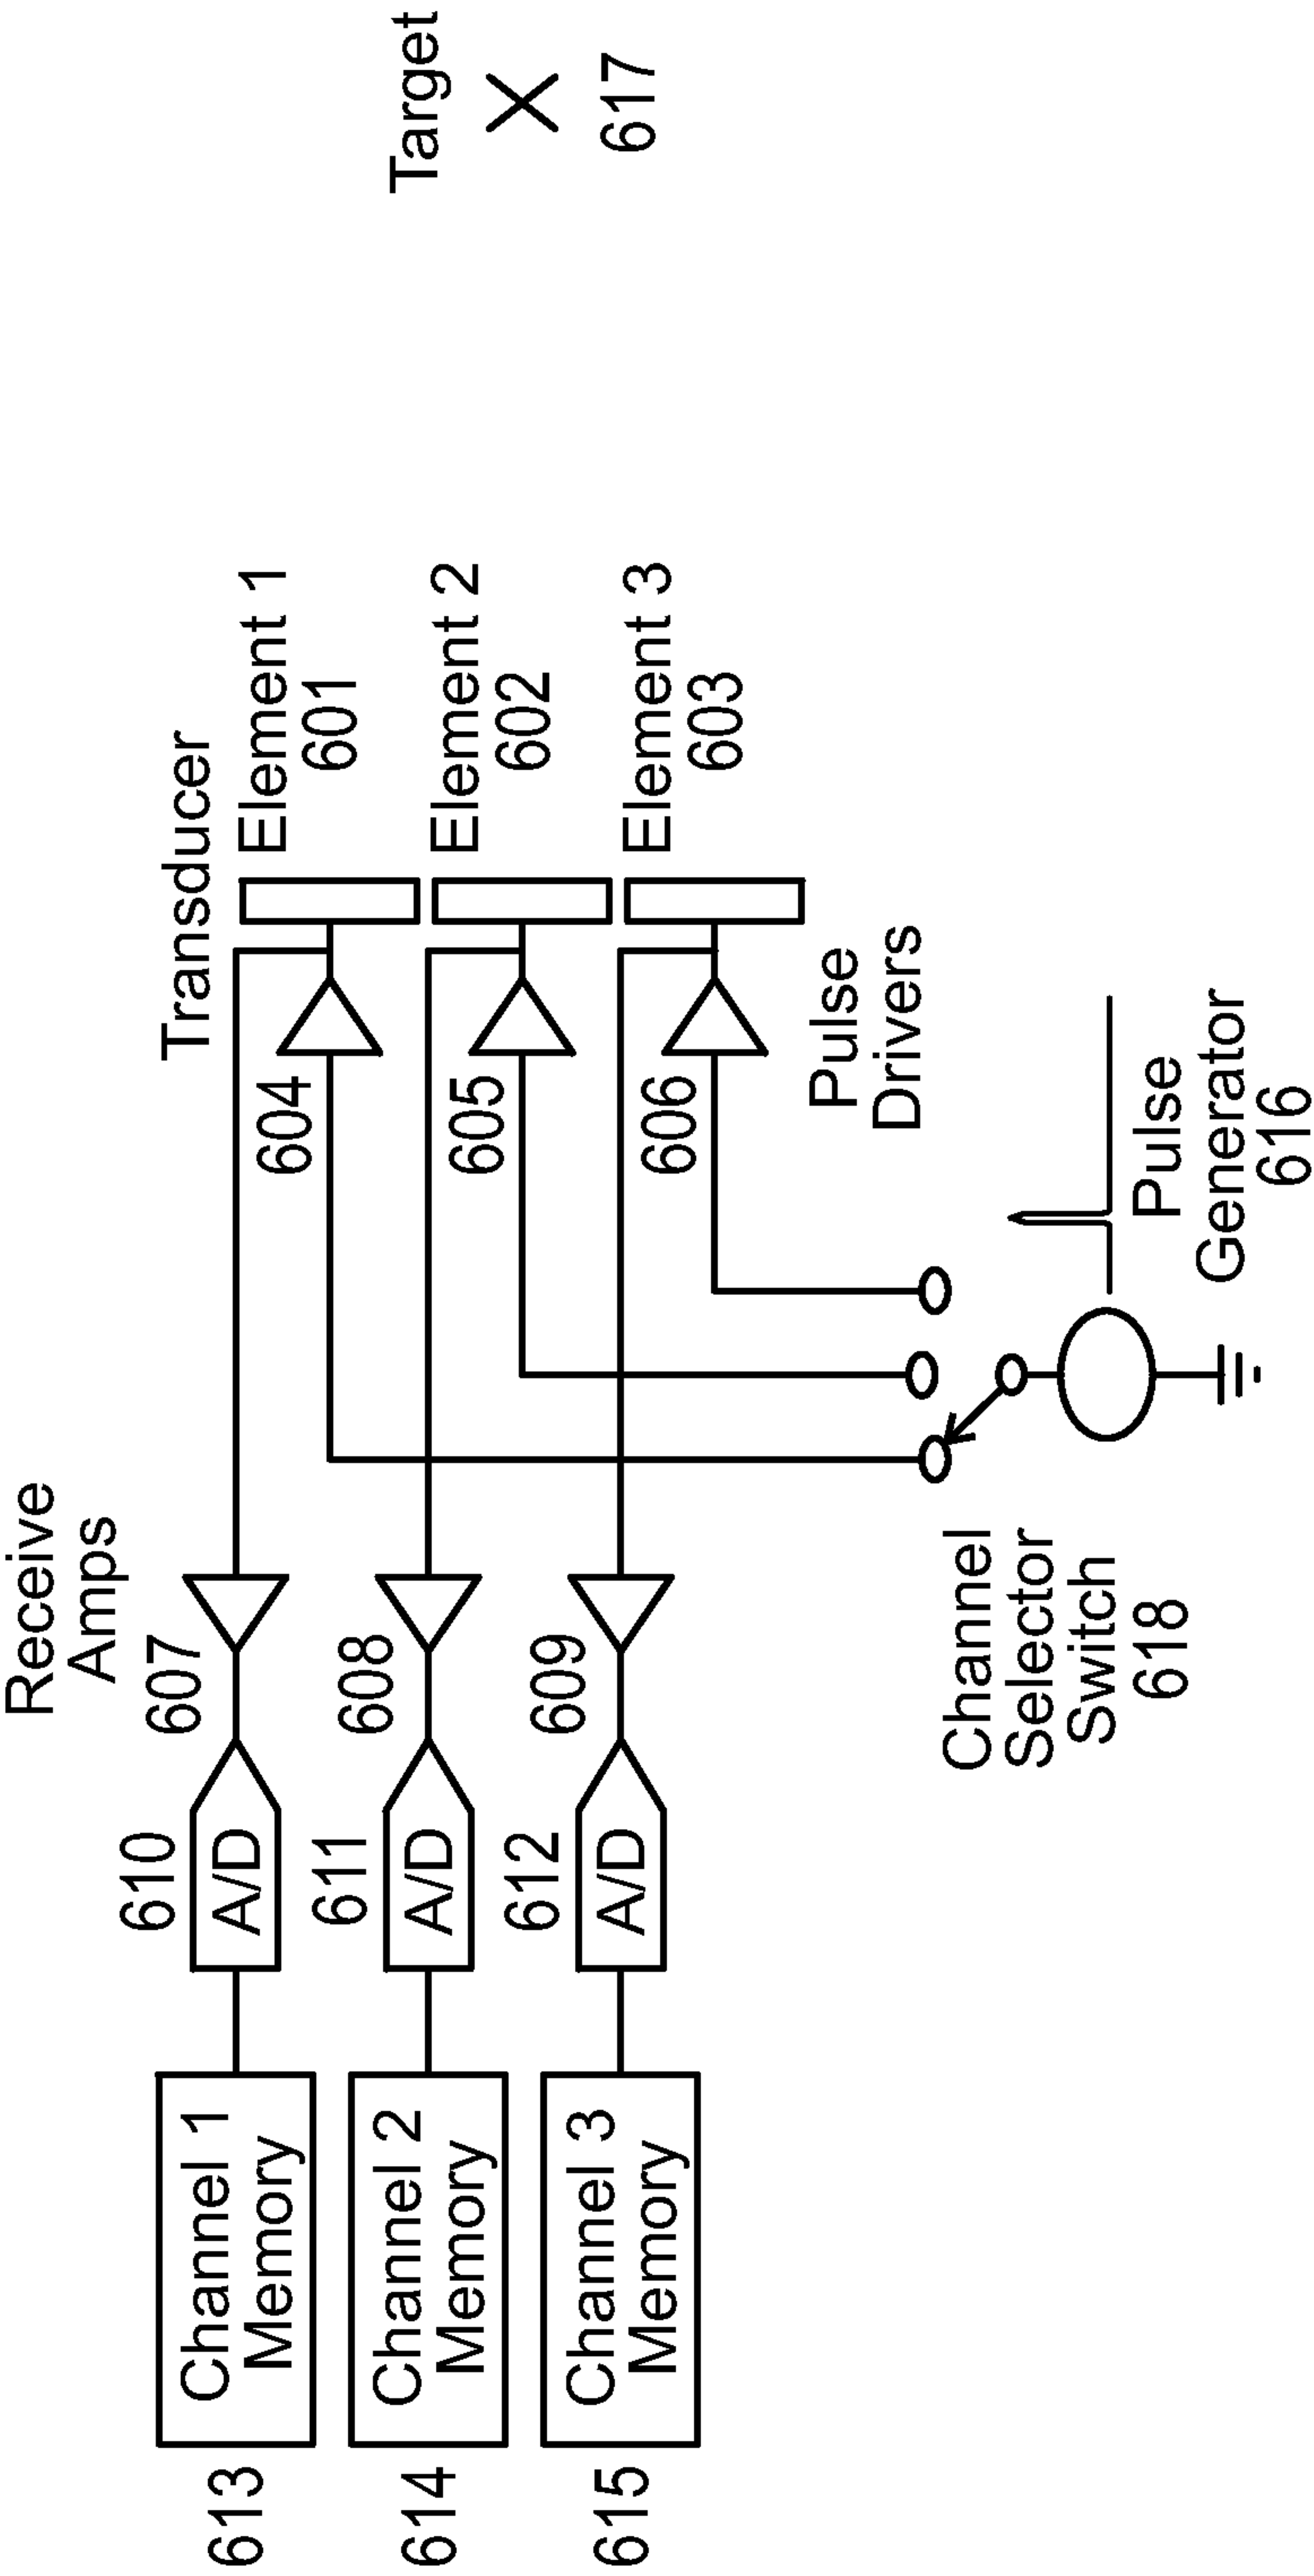 Receive
Amps
Transducer
Target
617
613
Channel 1
Memory
610
A/D
607
604
Element 1
601
614
Channel 2
Memory
611
A/D
608
605
Element 2
602
615
Channel 3
Memory
612
A/D
609
606
Element 3
603
Pulse
Drivers
Channel
Selector
Switch
618
Pulse
Generator
616